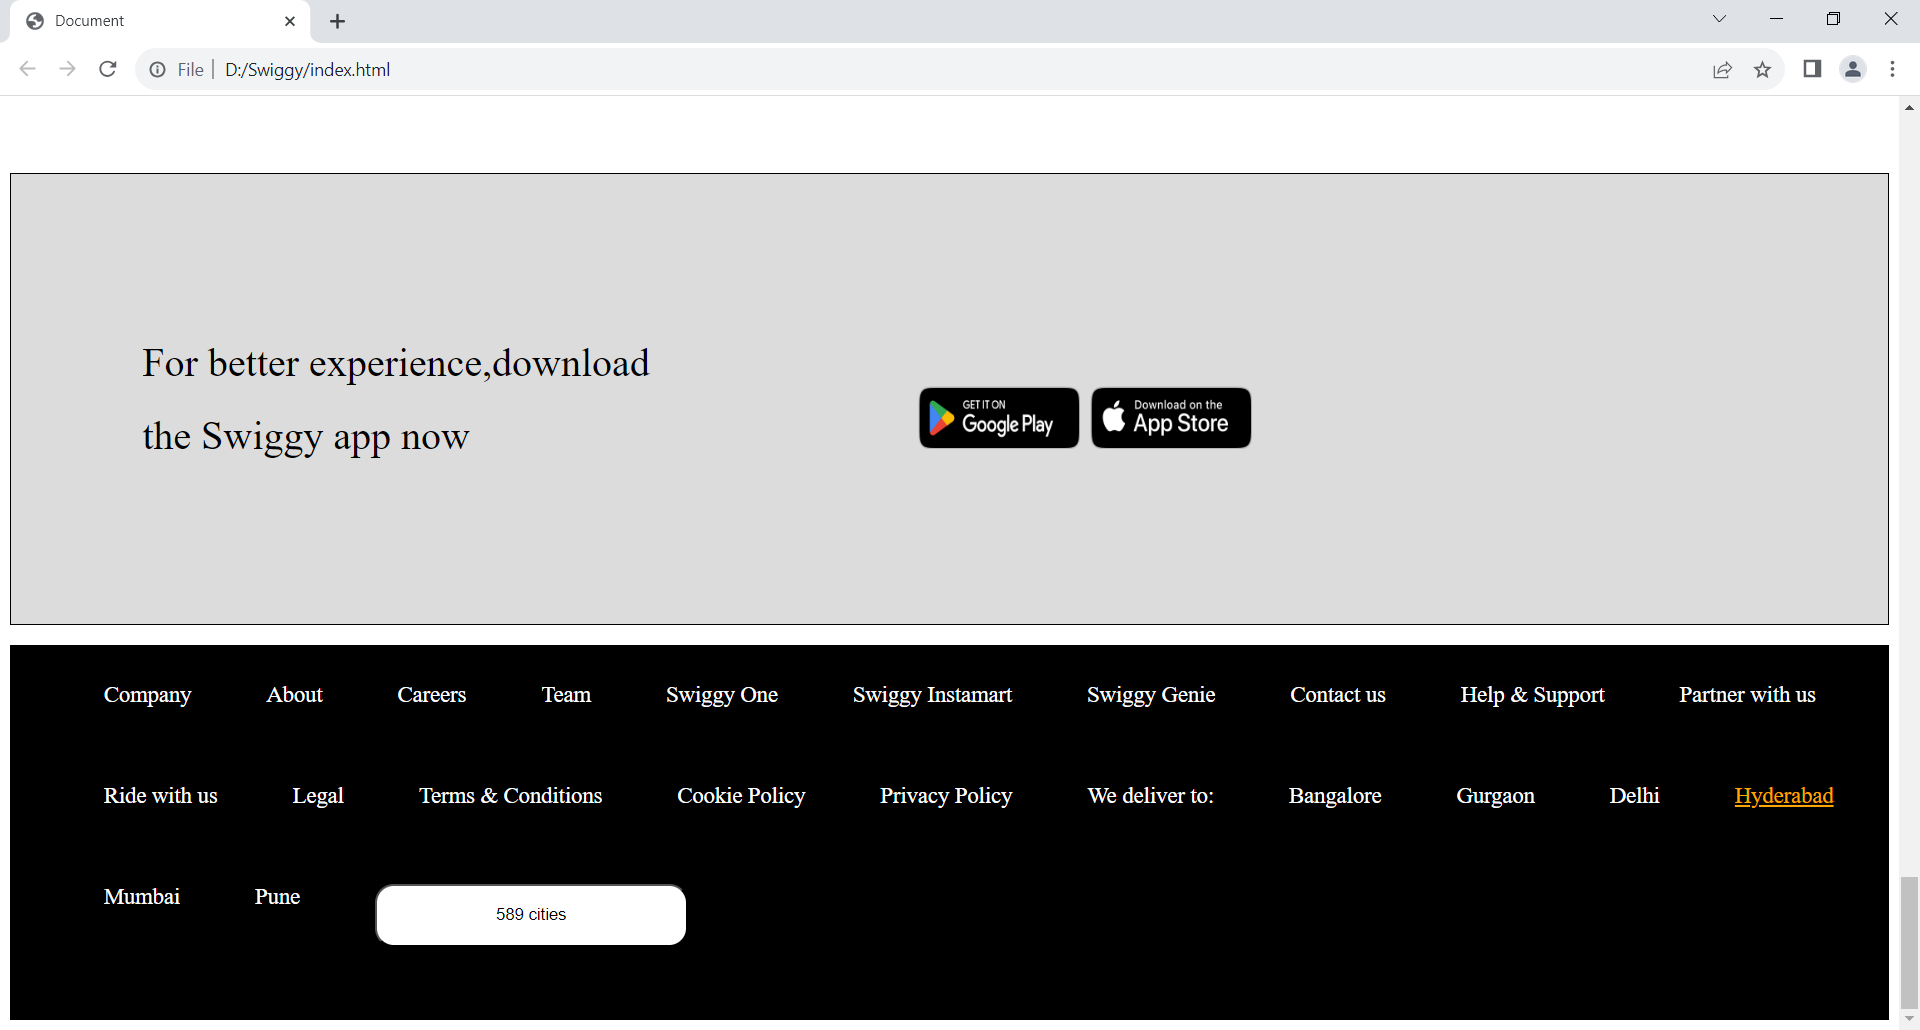 Document
File | D:/Swiggy/index.html
For better experience,download
the Swiggy app now
GET IT ON
Google Play
Download on the
App Store
Company About Careers Team Swiggy One Swiggy Instamart Swiggy Genie Contact us Help & Support Partner with us
Ride with us Legal Terms & Conditions Cookie Policy Privacy Policy We deliver to: Bangalore Gurgaon Delhi Hyderabad
Mumbai Pune 589 cities